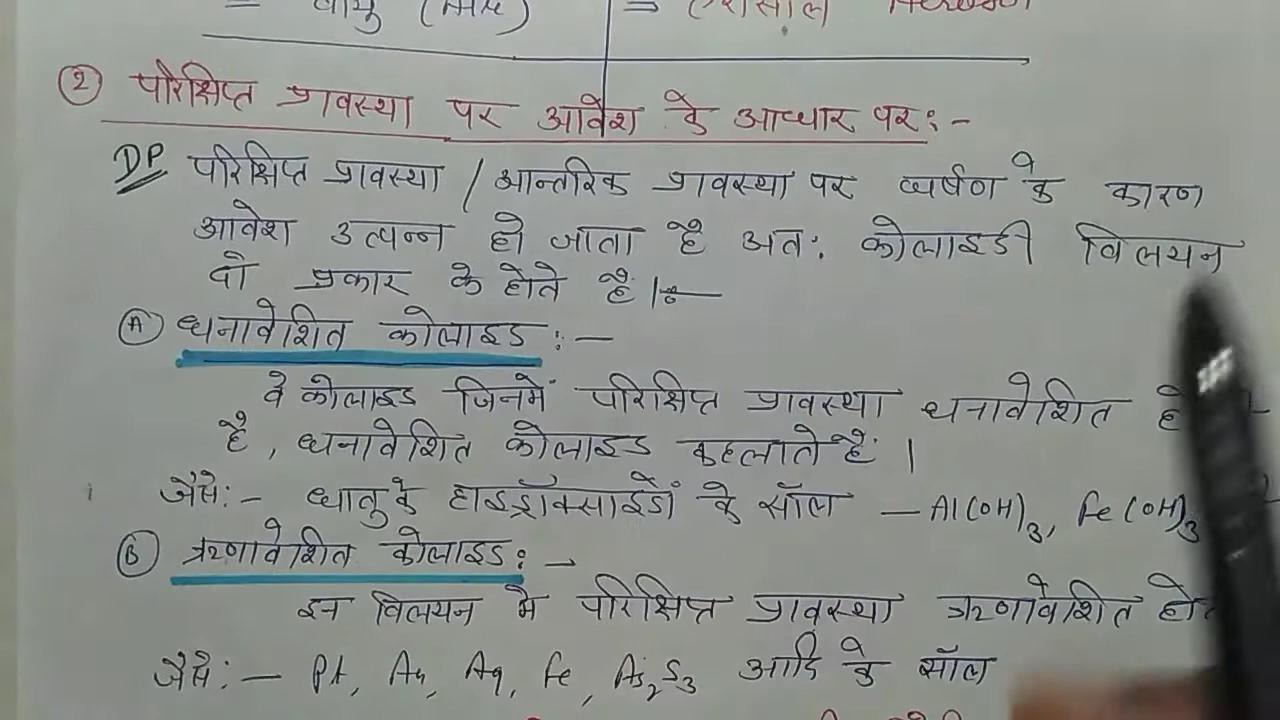 = वायु (Air) = एरोसॉल
② परिक्षिप्त प्रावस्था पर आवेश के आधार पर:-
DP परिक्षिप्त प्रावस्था / आन्तरिक प्रावस्था पर घर्षण के कारण
आवेश उत्पन्न हो जाता है अत: कोलाइडी विलयन
दो प्रकार के होते है।:—
Ⓐ धनावेशित कोलाइड :—
वे कोलाइड जिनमें परिक्षिप्त प्रावस्था धनावेशित
है, धनावेशित कोलाइड कहलाते है।
जैसे:- धातु के हाइड्रॉक्साइडों के सॉल — Al(OH)₃, Fe(OH)₃
Ⓑ ऋणावेशित कोलाइड: —
इन विलयन मे परिक्षिप्त प्रावस्था ऋणावेशित
जैसे:— Pt, Au, Ag, Fe, As₂S₃ आदि के सॉल